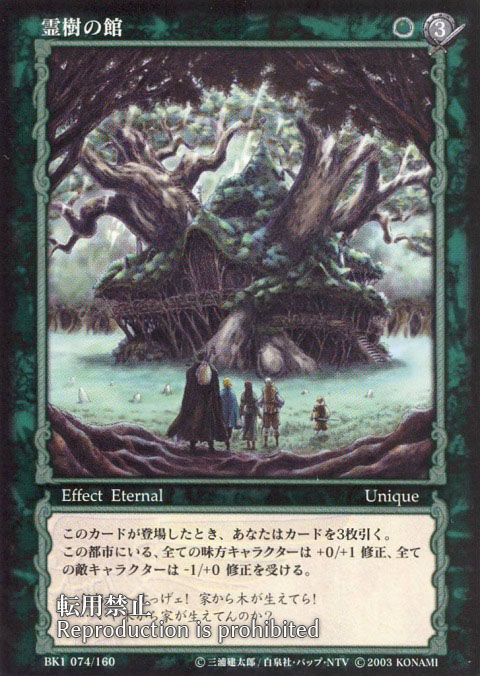 霊樹の館
3
Effect Eternal Unique
このカードが登場したとき、あなたはカードを3枚引く。
この都市にいる、全ての味方キャラクターは +0/+1 修正、全て
の敵キャラクターは -1/+0 修正を受ける。
っげェ! 家から木が生えてら!
家が生えてんのか?
転用禁止
Reproduction is prohibited
BK1 074/160
©三浦建太郎/白泉社・バップ・NTV ©2003 KONAMI